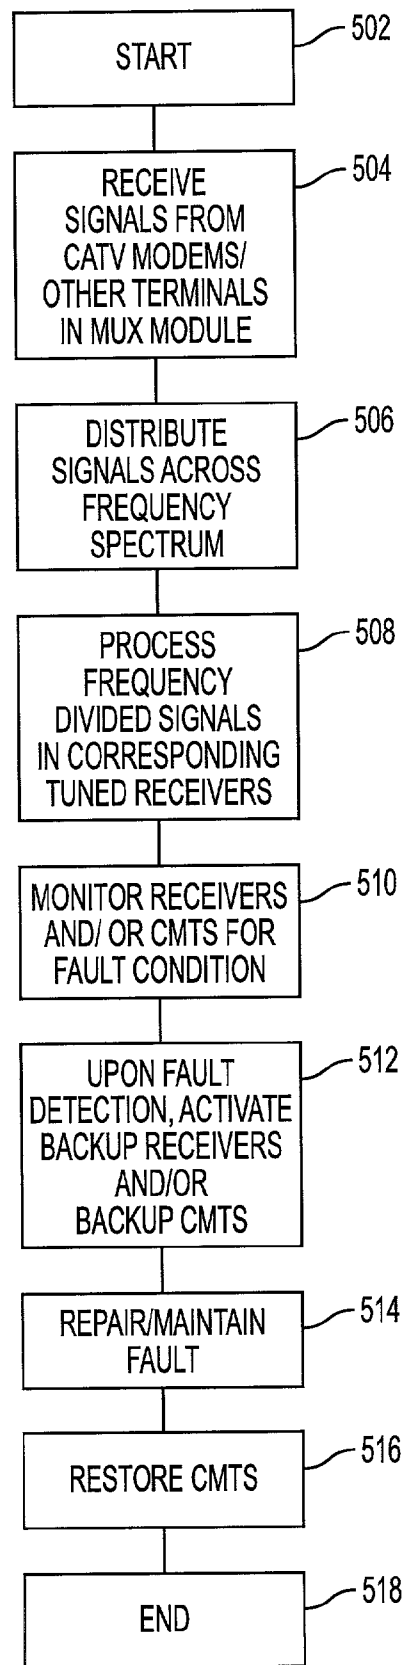 START
502
RECEIVE
SIGNALS FROM
CATV MODEMS/
OTHER TERMINALS
IN MUX MODULE
504
DISTRIBUTE
SIGNALS ACROSS
FREQUENCY
SPECTRUM
506
PROCESS
FREQUENCY
DIVIDED SIGNALS
IN CORRESPONDING
TUNED RECEIVERS
508
MONITOR RECEIVERS
AND/ OR CMTS FOR
FAULT CONDITION
510
UPON FAULT
DETECTION, ACTIVATE
BACKUP RECEIVERS
AND/OR
BACKUP CMTS
512
REPAIR/MAINTAIN
FAULT
514
RESTORE CMTS
516
END
518